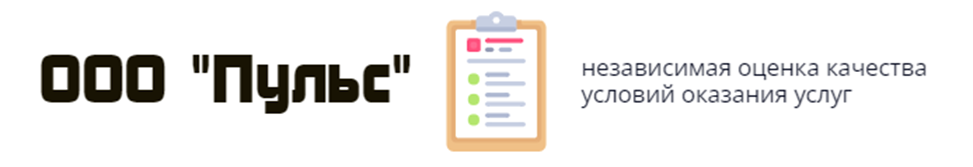 ООО "Пульс"
независимая оценка качества
условий оказания услуг